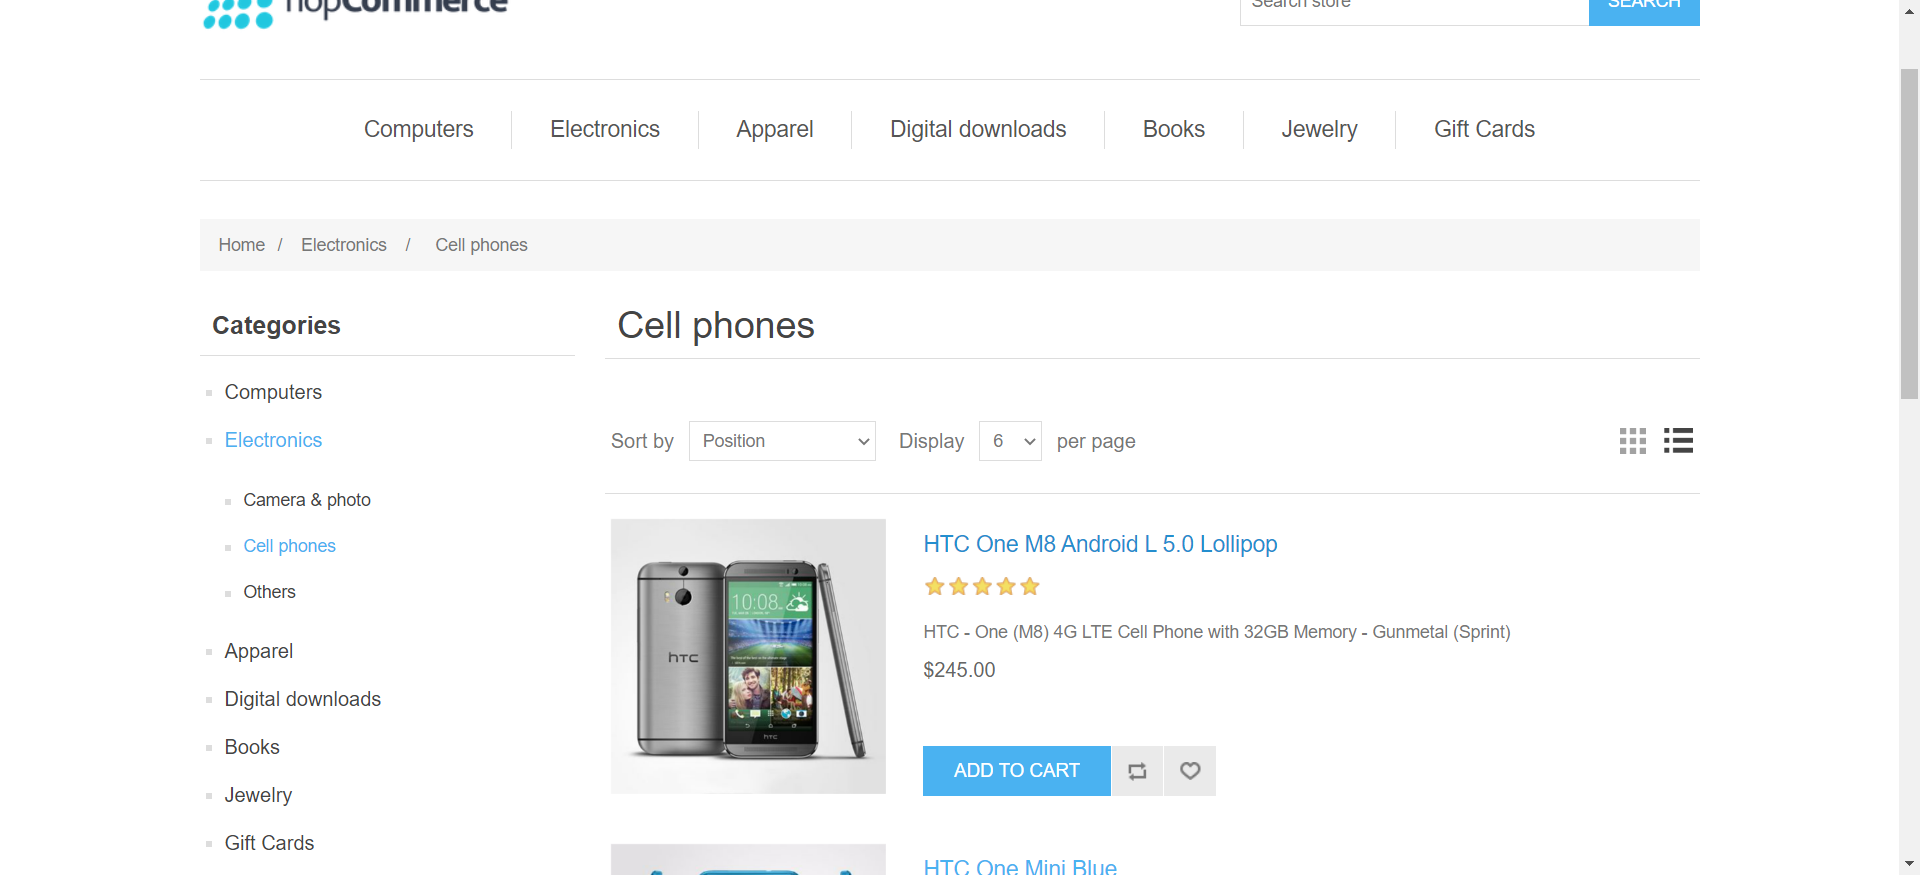 nopCommerce
Search store
SEARCH
Computers
Electronics
Apparel
Digital downloads
Books
Jewelry
Gift Cards
Home / Electronics / Cell phones
Categories
Computers
Electronics
Camera & photo
Cell phones
Others
Apparel
Digital downloads
Books
Jewelry
Gift Cards
Cell phones
Sort by Position Display 6 per page
10:08
hTC
hTC
HTC One M8 Android L 5.0 Lollipop
HTC - One (M8) 4G LTE Cell Phone with 32GB Memory - Gunmetal (Sprint)
$245.00
ADD TO CART
HTC One Mini Blue